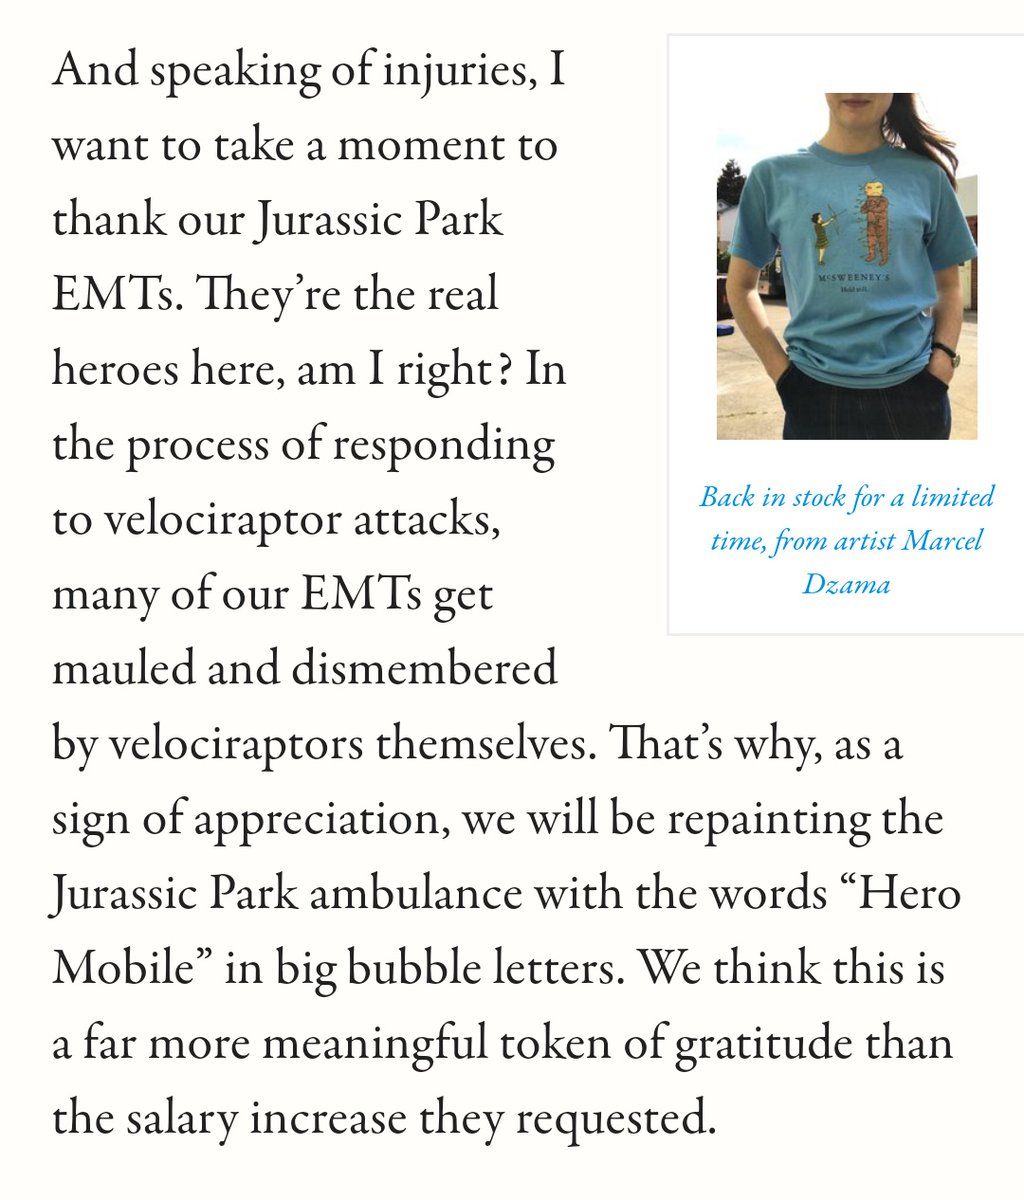 And speaking of injuries, I
want to take a moment to
thank our Jurassic Park
EMTs. They’re the real
heroes here, am I right? In
the process of responding
to velociraptor attacks,
many of our EMTs get
mauled and dismembered
by velociraptors themselves. That’s why, as a
sign of appreciation, we will be repainting the
Jurassic Park ambulance with the words “Hero
Mobile” in big bubble letters. We think this is
a far more meaningful token of gratitude than
the salary increase they requested.
McSWEENEY'S
Hold still.
Back in stock for a limited
time, from artist Marcel
Dzama